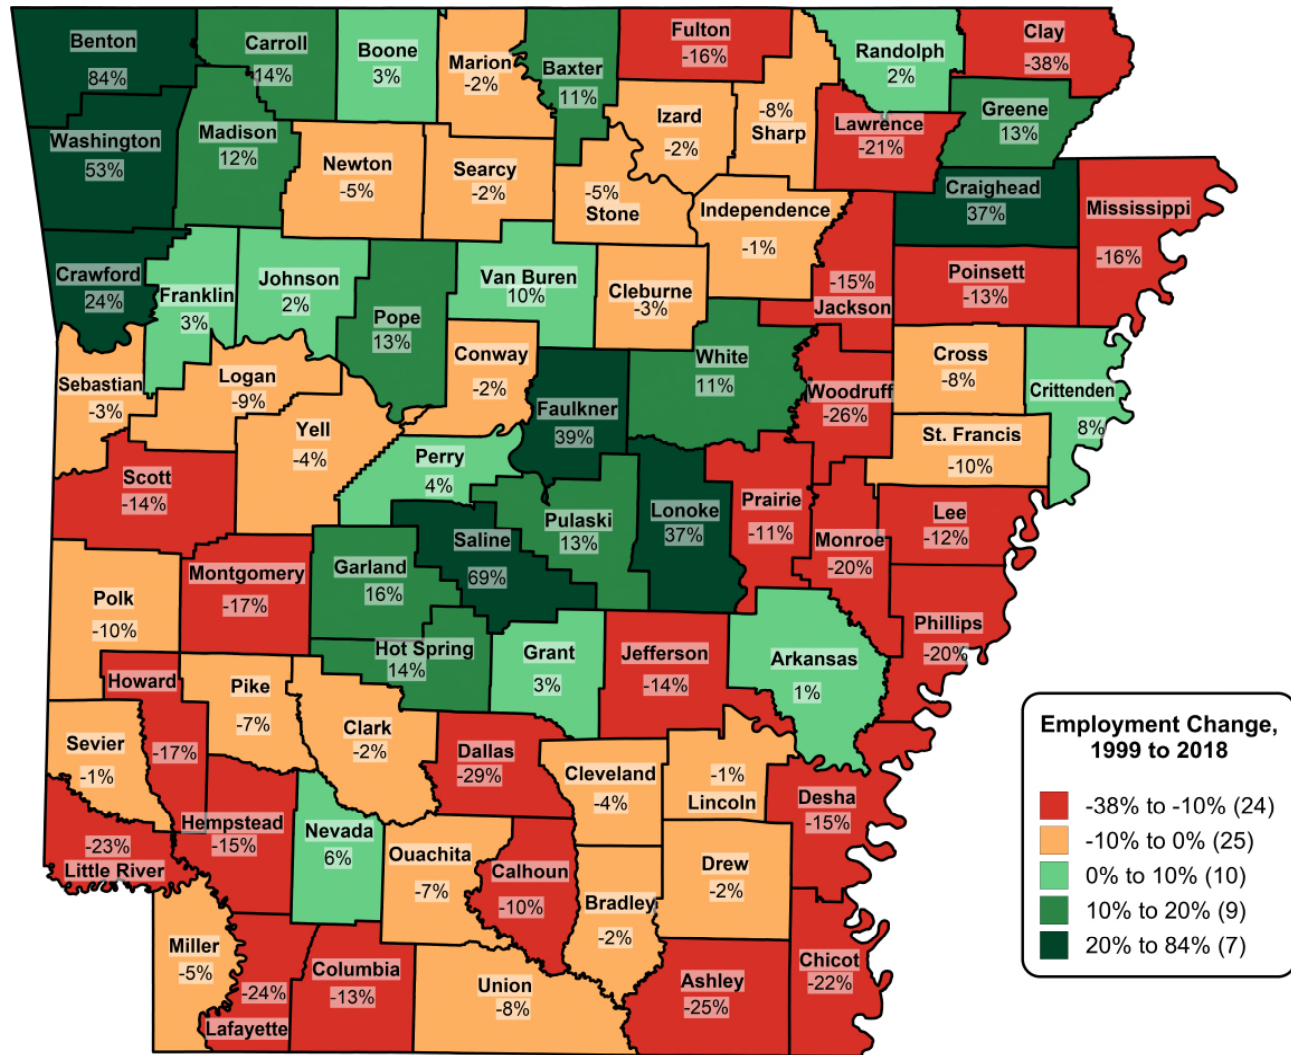 Benton
84%
Carroll
14%
Boone
3%
Marion
-2%
Baxter
11%
Fulton
-16%
Randolph
2%
Clay
-38%
Washington
53%
Madison
12%
Newton
-5%
Searcy
-2%
-5%
Stone
Izard
-2%
-8%
Sharp
Lawrence
-21%
Greene
13%
Independence
-1%
Craighead
37%
Mississippi
-16%
Crawford
24%
Franklin
3%
Johnson
2%
Pope
13%
Van Buren
10%
Cleburne
-3%
-15%
Jackson
Poinsett
-13%
Sebastian
-3%
Logan
-9%
Conway
-2%
White
11%
Woodruff
-26%
Cross
-8%
Crittenden
8%
Yell
-4%
Faulkner
39%
St. Francis
-10%
Scott
-14%
Perry
4%
Saline
69%
Pulaski
13%
Lonoke
37%
Prairie
-11%
Monroe
-20%
Lee
-12%
Polk
-10%
Montgomery
-17%
Garland
16%
Hot Spring
14%
Grant
3%
Jefferson
-14%
Arkansas
1%
Phillips
-20%
Howard
-17%
Pike
-7%
Clark
-2%
Dallas
-29%
Sevier
-1%
Cleveland
-4%
-1%
Lincoln
Desha
-15%
-23%
Little River
Hempstead
-15%
Nevada
6%
Ouachita
-7%
Calhoun
-10%
Bradley
-2%
Drew
-2%
Miller
-5%
-24%
Lafayette
Columbia
-13%
Union
-8%
Ashley
-25%
Chicot
-22%
Employment Change,
1999 to 2018
-38% to -10% (24)
-10% to 0% (25)
0% to 10% (10)
10% to 20% (9)
20% to 84% (7)